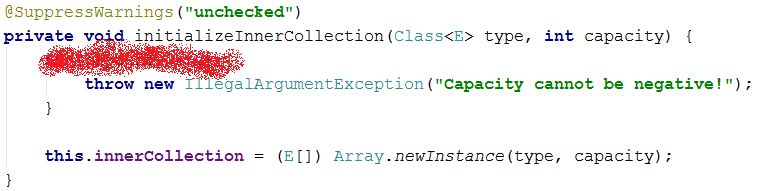 @SuppressWarnings("unchecked")
private void initializeInnerCollection(Class<E> type, int capacity) {
throw new IllegalArgumentException("Capacity cannot be negative!");
}
this.innerCollection = (E[]) Array.newInstance(type, capacity);
}